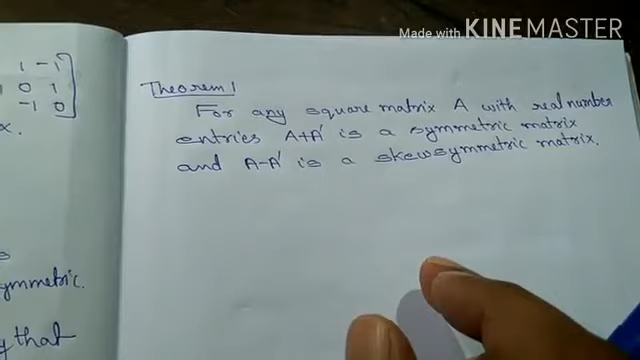 Made with KINEMASTER
1 -1
0 1
-1 0
x.
ymmetric.
y that
Theorem 1
For any square matrix A with real number
entries A+A' is a symmetric matrix
and A-A' is a skewsymmetric matrix.